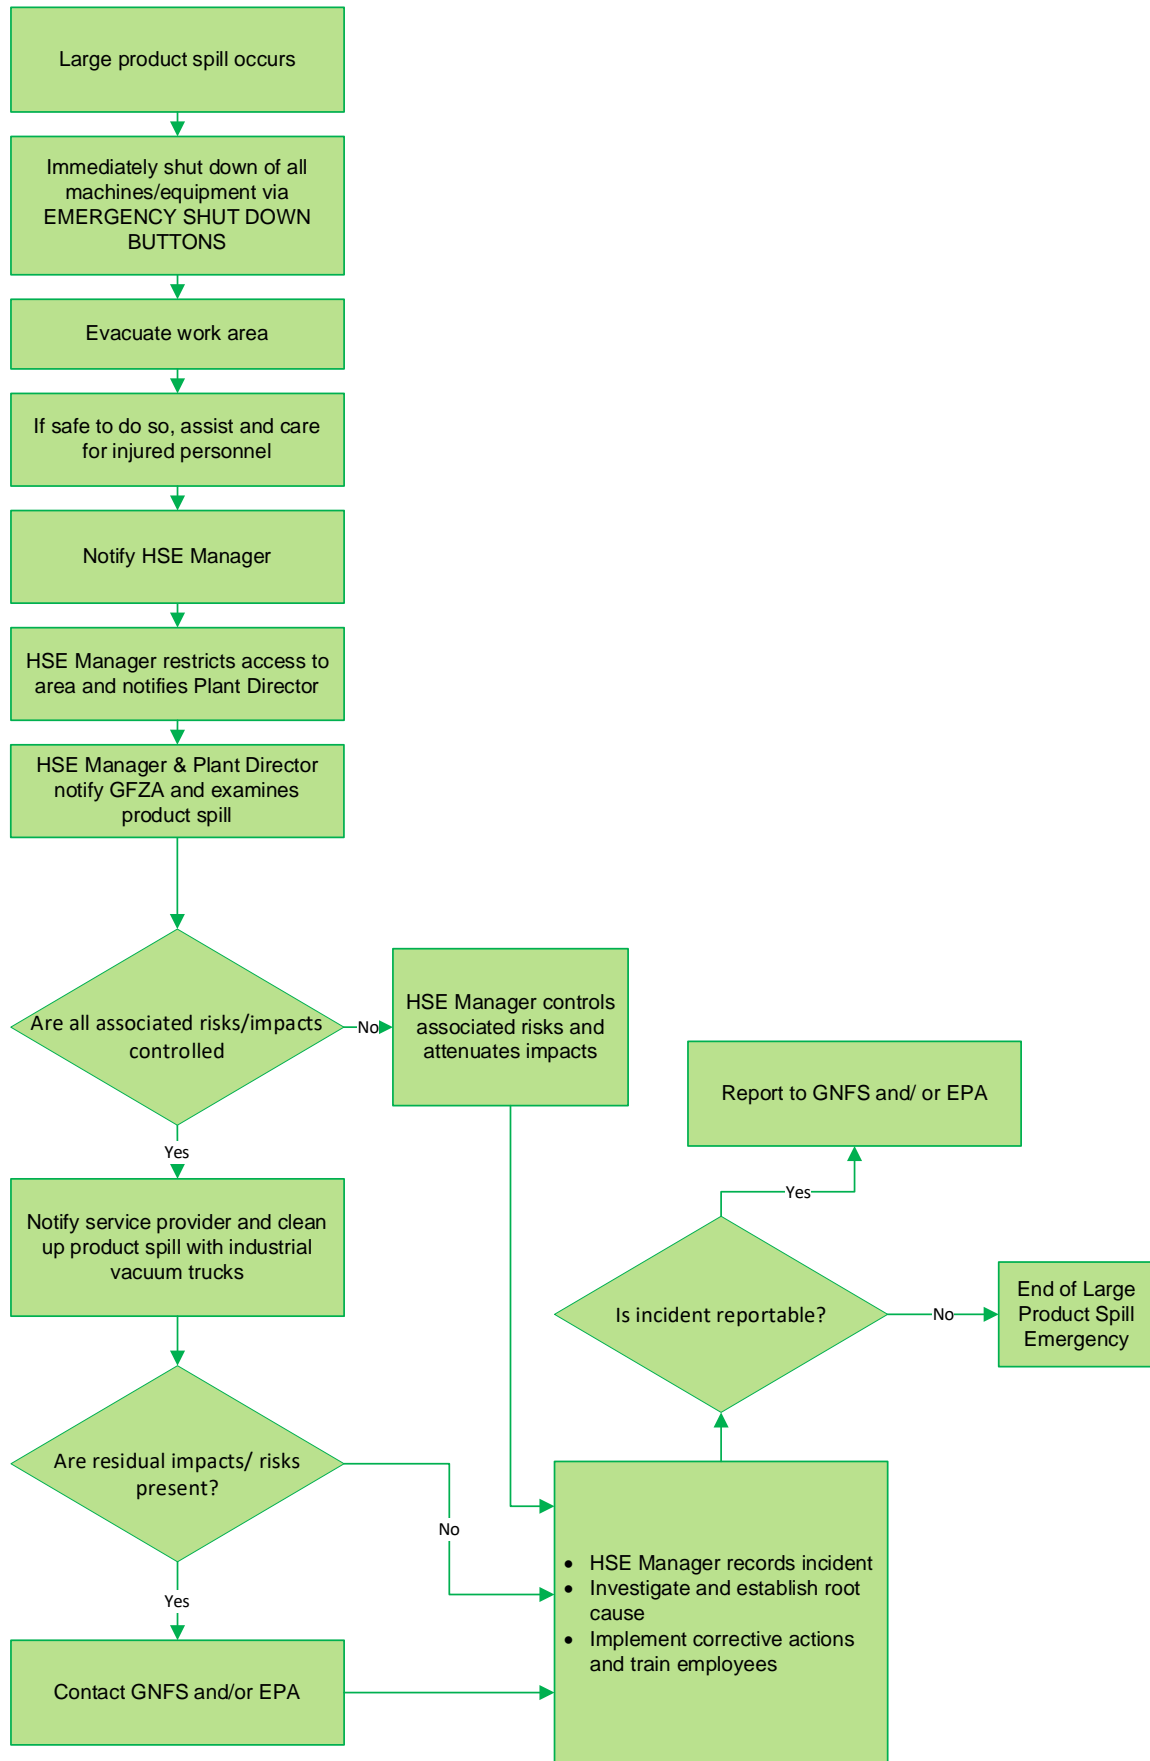 Large product spill occurs
Immediately shut down of all
machines/equipment via
EMERGENCY SHUT DOWN
BUTTONS
Evacuate work area
If safe to do so, assist and care
for injured personnel
Notify HSE Manager
HSE Manager restricts access to
area and notifies Plant Director
HSE Manager & Plant Director
notify GFZA and examines
product spill
Are all associated risks/impacts
controlled
No
HSE Manager controls
associated risks and
attenuates impacts
Yes
Notify service provider and clean
up product spill with industrial
vacuum trucks
Are residual impacts/ risks
present?
No
Yes
Contact GNFS and/or EPA
• HSE Manager records incident
• Investigate and establish root
cause
• Implement corrective actions
and train employees
Is incident reportable?
Yes
Report to GNFS and/ or EPA
No
End of Large
Product Spill
Emergency